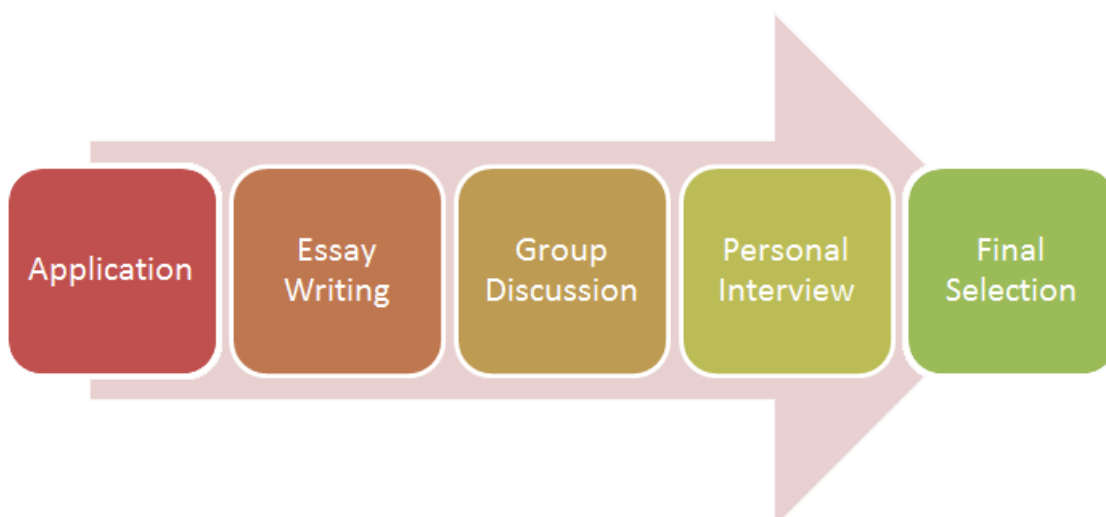 Application
Essay
Writing
Group
Discussion
Personal
Interview
Final
Selection